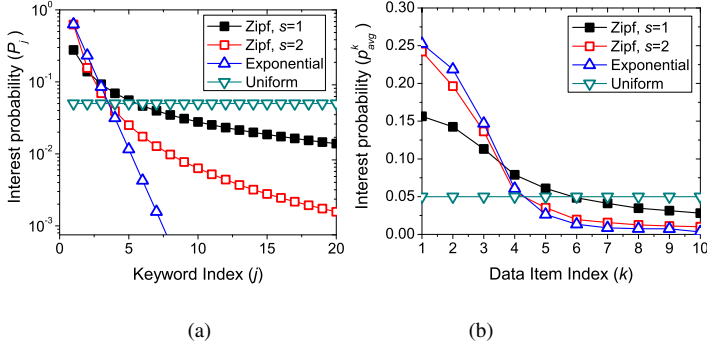 Interest probability (P_j)
10^0
10^-1
10^-2
10^-3
0 5 10 15 20
Keyword Index (j)
Zipf, s=1
Zipf, s=2
Exponential
Uniform
(a)
Interest probability (p^k_avg)
0.30
0.25
0.20
0.15
0.10
0.05
0.00
1 2 3 4 5 6 7 8 9 10
Data Item Index (k)
Zipf, s=1
Zipf, s=2
Exponential
Uniform
(b)